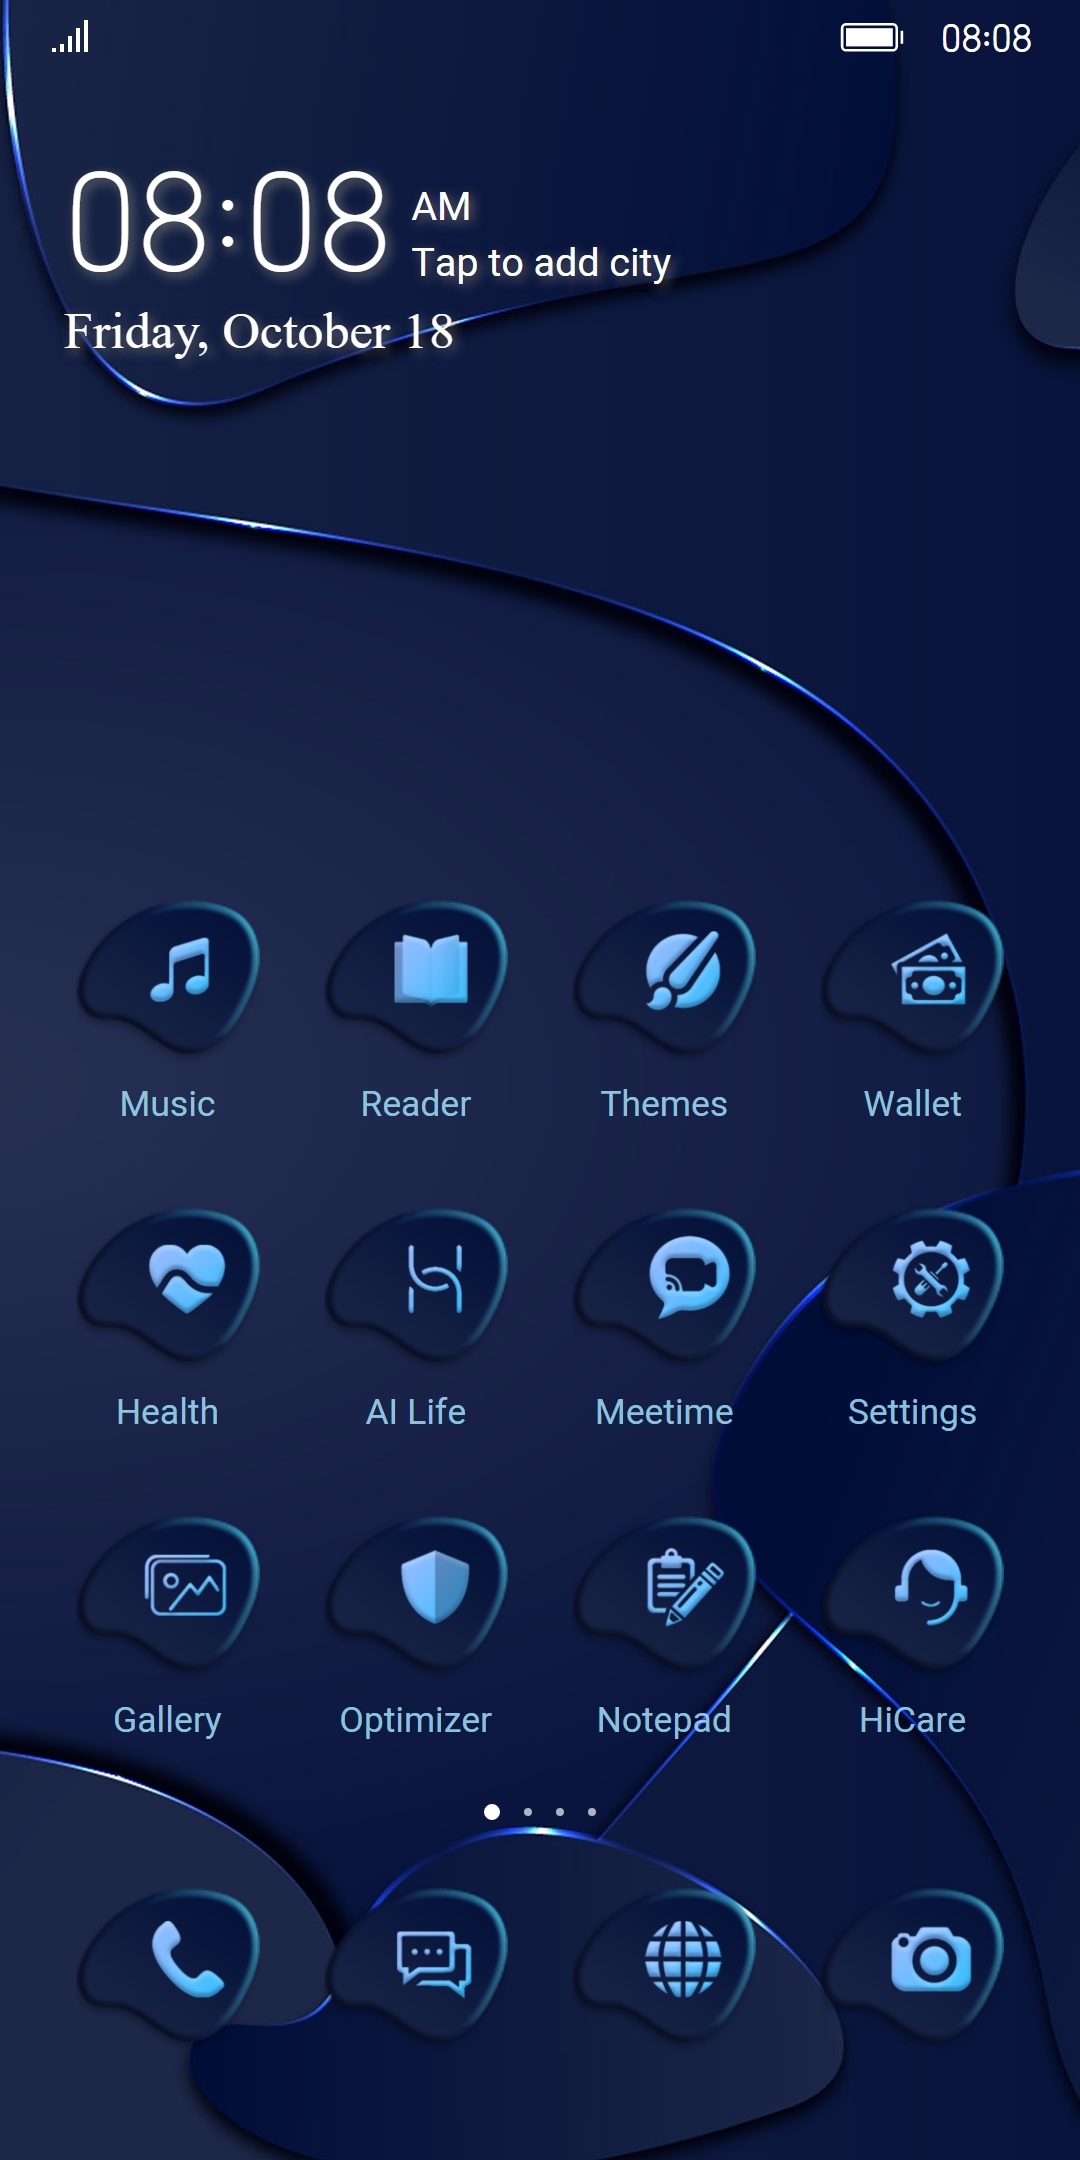 08:08
08:08 AM
Tap to add city
Friday, October 18
Music Reader Themes Wallet
Health AI Life Meetime Settings
Gallery Optimizer Notepad HiCare